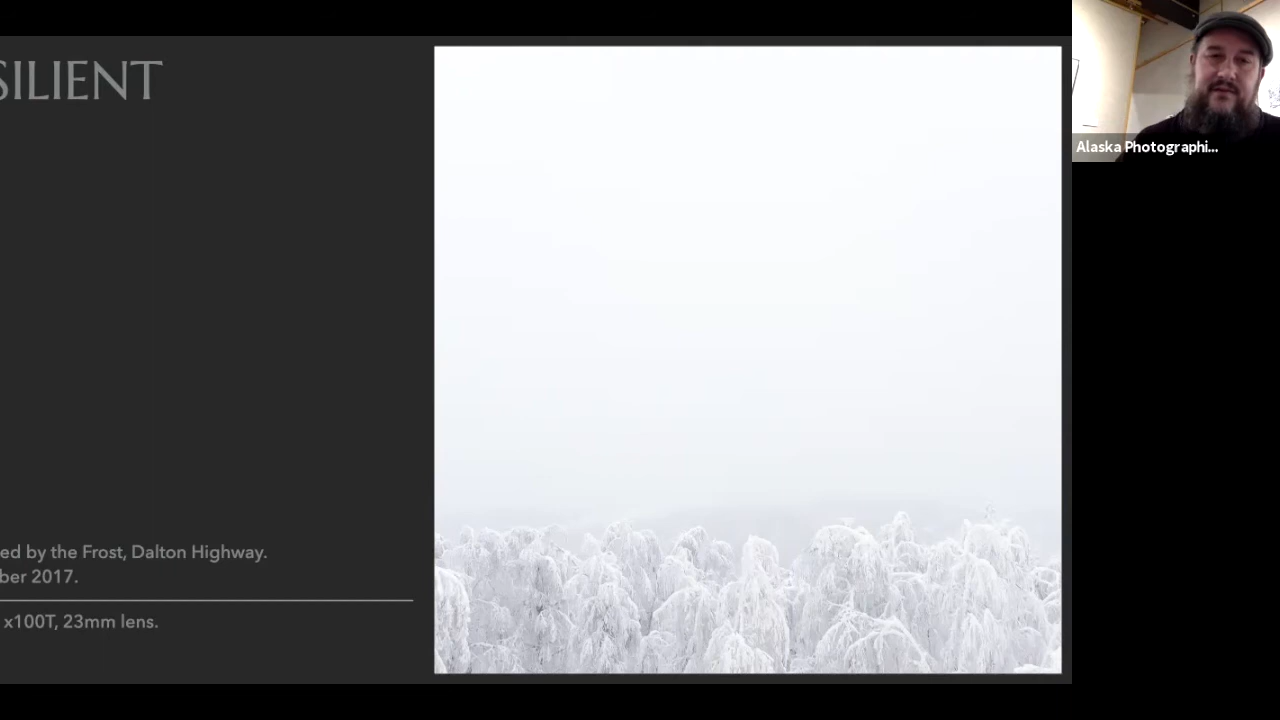 SILIENT
Alaska Photographi...
ed by the Frost, Dalton Highway.
ber 2017.
x100T, 23mm lens.